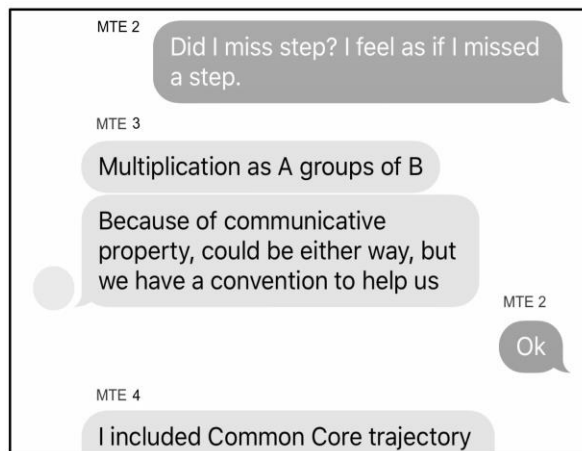 MTE 2
Did I miss step? I feel as if I missed
a step.
MTE 3
Multiplication as A groups of B
Because of communicative
property, could be either way, but
we have a convention to help us
MTE 2
Ok
MTE 4
I included Common Core trajectory